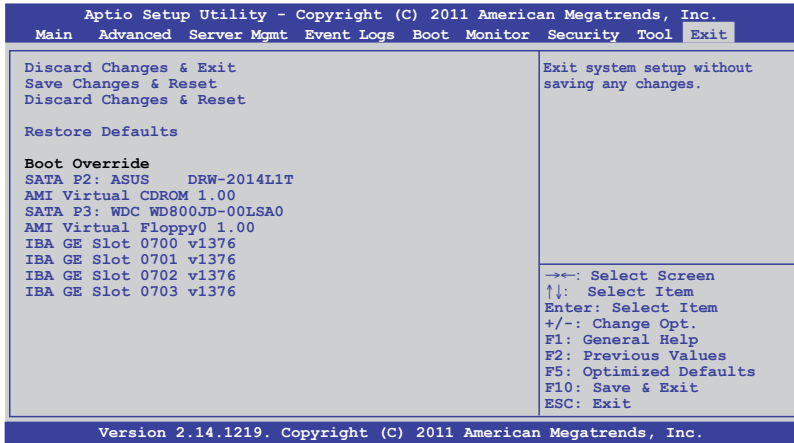 Aptio Setup Utility - Copyright (C) 2011 American Megatrends, Inc.
Main Advanced Server Mgmt Event Logs Boot Monitor Security Tool Exit
Discard Changes & Exit
Save Changes & Reset
Discard Changes & Reset
Restore Defaults
Boot Override
SATA P2: ASUS DRW-2014L1T
AMI Virtual CDROM 1.00
SATA P3: WDC WD800JD-00LSA0
AMI Virtual Floppy0 1.00
IBA GE Slot 0700 v1376
IBA GE Slot 0701 v1376
IBA GE Slot 0702 v1376
IBA GE Slot 0703 v1376
Exit system setup without
saving any changes.
→←: Select Screen
↑↓: Select Item
Enter: Select Item
+/-: Change Opt.
F1: General Help
F2: Previous Values
F5: Optimized Defaults
F10: Save & Exit
ESC: Exit
Version 2.14.1219. Copyright (C) 2011 American Megatrends, Inc.